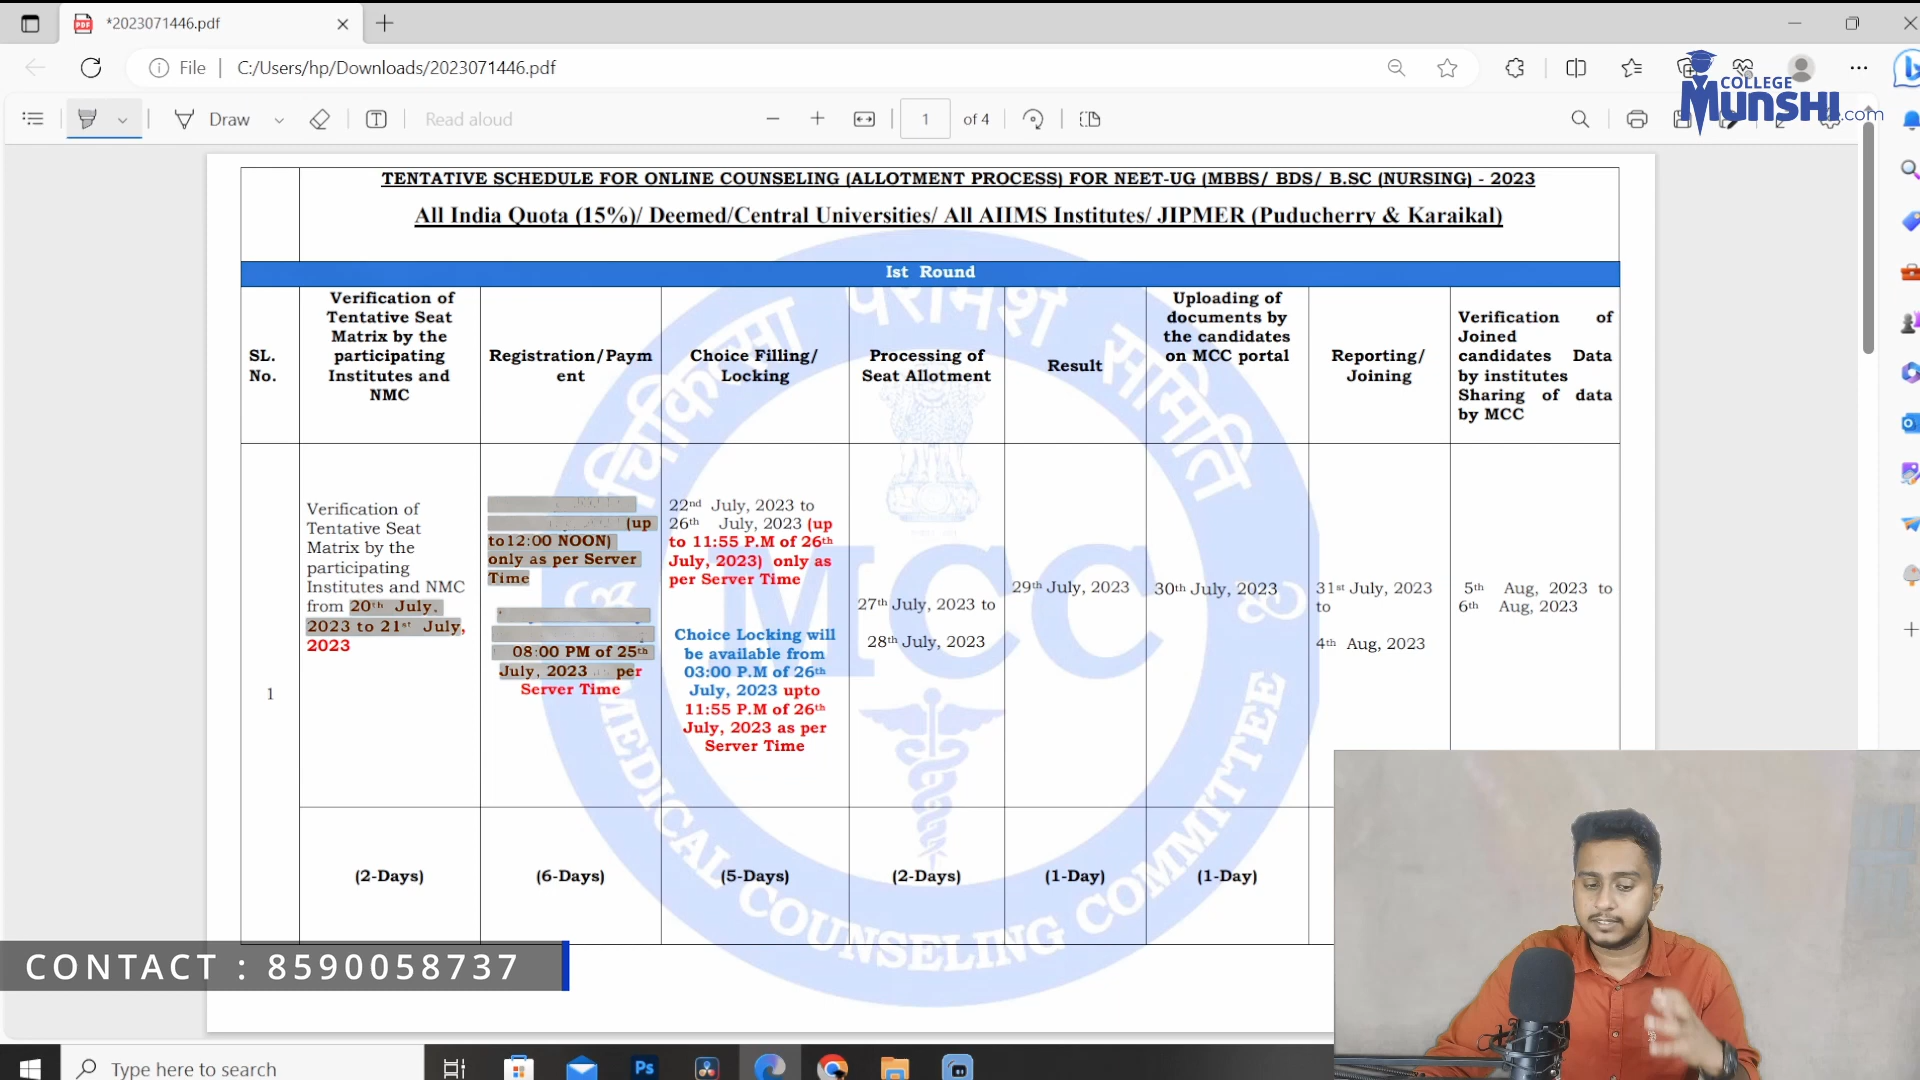 *2023071446.pdf
File
C:/Users/hp/Downloads/2023071446.pdf
COLLEGE
MUNSHI.com
Draw
Read aloud
1
of 4
TENTATIVE SCHEDULE FOR ONLINE COUNSELING (ALLOTMENT PROCESS) FOR NEET-UG (MBBS/ BDS/ B.SC (NURSING) - 2023
All India Quota (15%)/ Deemed/Central Universities/ All AIIMS Institutes/ JIPMER (Puducherry & Karaikal)
Ist Round
SL.
No.
Verification of
Tentative Seat
Matrix by the
participating
Institutes and
NMC
Registration/Paym
ent
Choice Filling/
Locking
Processing of
Seat Allotment
Result
Uploading of
documents by
the candidates
on MCC portal
Reporting/
Joining
Verification of
Joined
candidates Data
by institutes
Sharing of data
by MCC
1
Verification of
Tentative Seat
Matrix by the
participating
Institutes and NMC
from 20th July,
2023 to 21st July,
2023
(up
to12:00 NOON)
only as per Server
Time
08:00 PM of 25th
July, 2023 per
Server Time
22nd July, 2023 to
26th July, 2023 (up
to 11:55 P.M of 26th
July, 2023) only as
per Server Time
Choice Locking will
be available from
03:00 P.M of 26th
July, 2023 upto
11:55 P.M of 26th
July, 2023 as per
Server Time
27th July, 2023 to
28th July, 2023
29th July, 2023
30th July, 2023
31st July, 2023
to
4th Aug, 2023
5th Aug, 2023 to
6th Aug, 2023
(2-Days)
(6-Days)
(5-Days)
(2-Days)
(1-Day)
(1-Day)
चिकित्सा परामर्श समिति
MCC
MEDICAL COUNSELING COMMITTEE
CONTACT : 8590058737
Type here to search
Ps